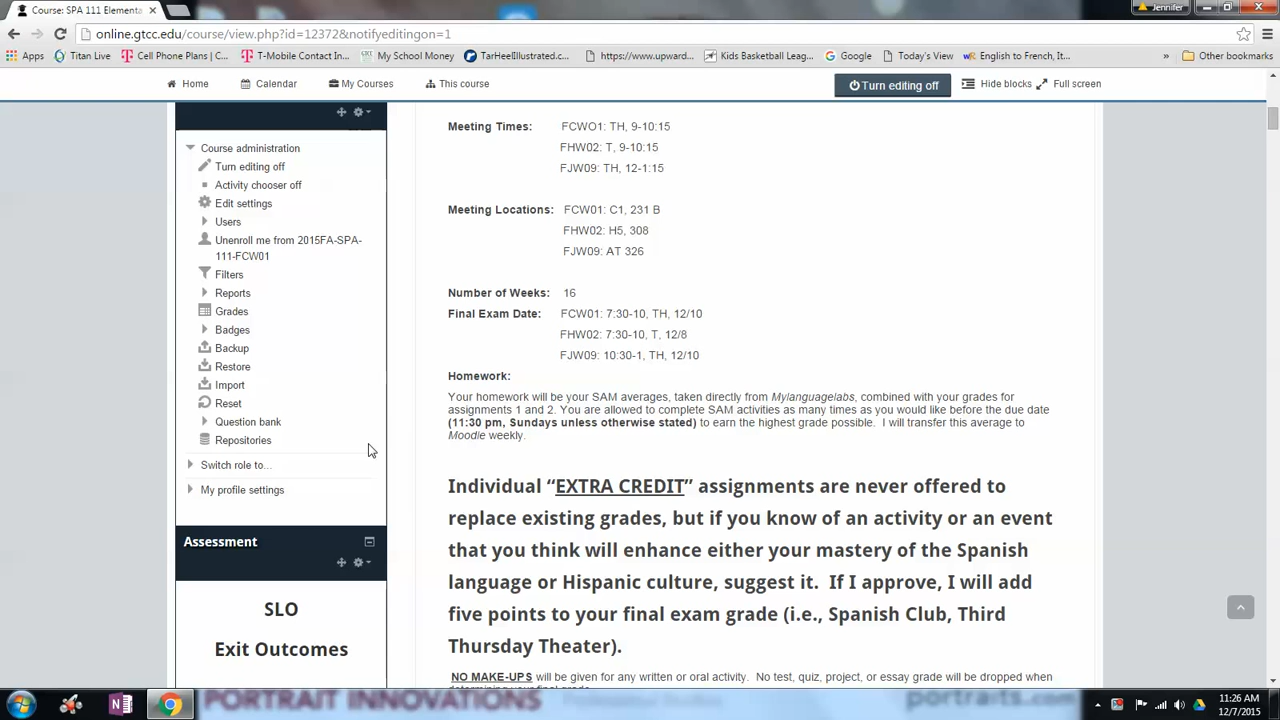 Course: SPA 111 Elementa
Jennifer
online.gtcc.edu/course/view.php?id=12372&notifyeditingon=1
Apps Titan Live Cell Phone Plans | C... T-Mobile Contact In... My School Money TarHeelIllustrated.c... https://www.upward... Kids Basketball Leag... Google Today's View English to French, It... » Other bookmarks
Home Calendar My Courses This course Turn editing off Hide blocks Full screen
Course administration
Turn editing off
Activity chooser off
Edit settings
Users
Unenroll me from 2015FA-SPA-
111-FCW01
Filters
Reports
Grades
Badges
Backup
Restore
Import
Reset
Question bank
Repositories
Switch role to...
My profile settings
Assessment
SLO
Exit Outcomes
Meeting Times: FCWO1: TH, 9-10:15
FHW02: T, 9-10:15
FJW09: TH, 12-1:15
Meeting Locations: FCW01: C1, 231 B
FHW02: H5, 308
FJW09: AT 326
Number of Weeks: 16
Final Exam Date: FCW01: 7:30-10, TH, 12/10
FHW02: 7:30-10, T, 12/8
FJW09: 10:30-1, TH, 12/10
Homework:
Your homework will be your SAM averages, taken directly from Mylanguagelabs, combined with your grades for
assignments 1 and 2. You are allowed to complete SAM activities as many times as you would like before the due date
(11:30 pm, Sundays unless otherwise stated) to earn the highest grade possible. I will transfer this average to
Moodle weekly.
Individual “EXTRA CREDIT” assignments are never offered to
replace existing grades, but if you know of an activity or an event
that you think will enhance either your mastery of the Spanish
language or Hispanic culture, suggest it. If I approve, I will add
five points to your final exam grade (i.e., Spanish Club, Third
Thursday Theater).
NO MAKE-UPS will be given for any written or oral activity. No test, quiz, project, or essay grade will be dropped when
determining your final grade
11:26 AM
12/7/2015